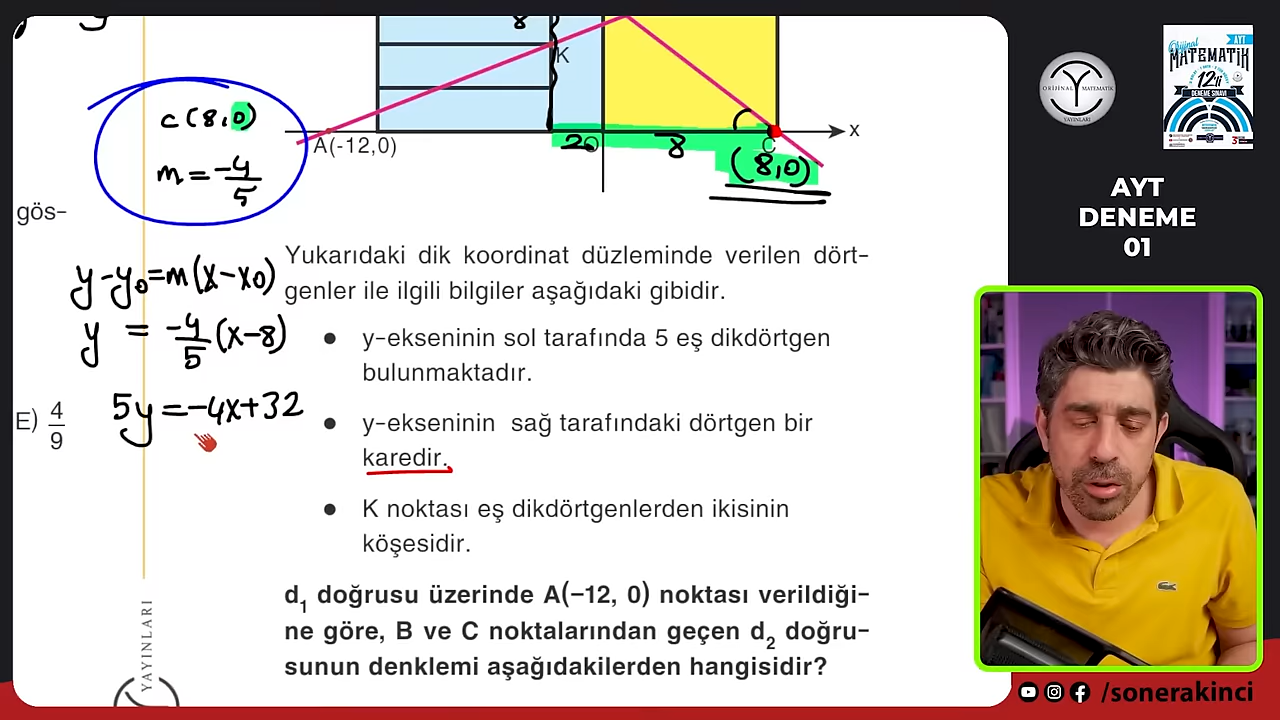 8
K
A(-12,0)
2
O
8
C
x
(8,0)
c(8,0)
m = -4/5
gös-
y-y0=m(x-x0)
y = -4/5 (x-8)
5y=-4x+32
E) 4/9
Yukarıdaki dik koordinat düzleminde verilen dört-
genler ile ilgili bilgiler aşağıdaki gibidir.
● y-ekseninin sol tarafında 5 eş dikdörtgen
bulunmaktadır.
● y-ekseninin sağ tarafındaki dörtgen bir
karedir.
● K noktası eş dikdörtgenlerden ikisinin
köşesidir.
d1 doğrusu üzerinde A(−12, 0) noktası verildiği-
ne göre, B ve C noktalarından geçen d2 doğru-
sunun denklemi aşağıdakilerden hangisidir?
YAYINLARI
ORİJİNAL MATEMATİK
YAYINLARI
Orijinal
AYT
MATEMATİK
12'li
DENEME SINAVI
AYT
DENEME
01
/sonerakinci